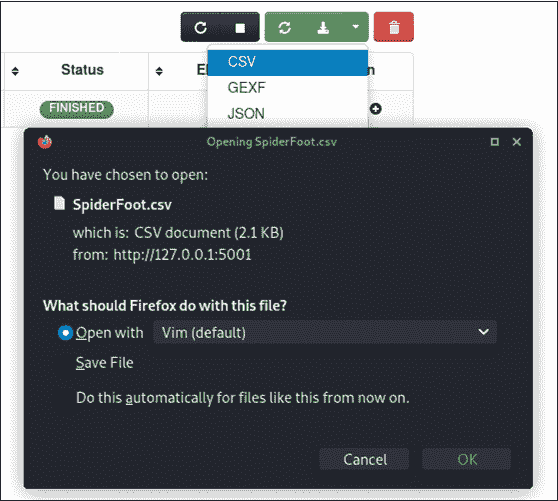 Status
El
n
CSV
FINISHED
GEXF
JSON
Opening SpiderFoot.csv
You have chosen to open:
SpiderFoot.csv
which is: CSV document (2.1 KB)
from: http://127.0.0.1:5001
What should Firefox do with this file?
Open with Vim (default)
Save File
Do this automatically for files like this from now on.
Cancel OK